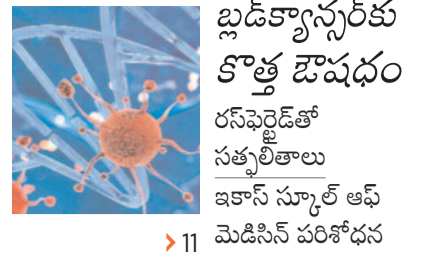 బ్లడ్‌క్యాన్సర్‌కు
కొత్త ఔషధం
రస్‌ఫెర్టైడ్‌తో
సత్ఫలితాలు
ఇకాస్ స్కూల్ ఆఫ్
మెడిసిన్ పరిశోధన
> 11